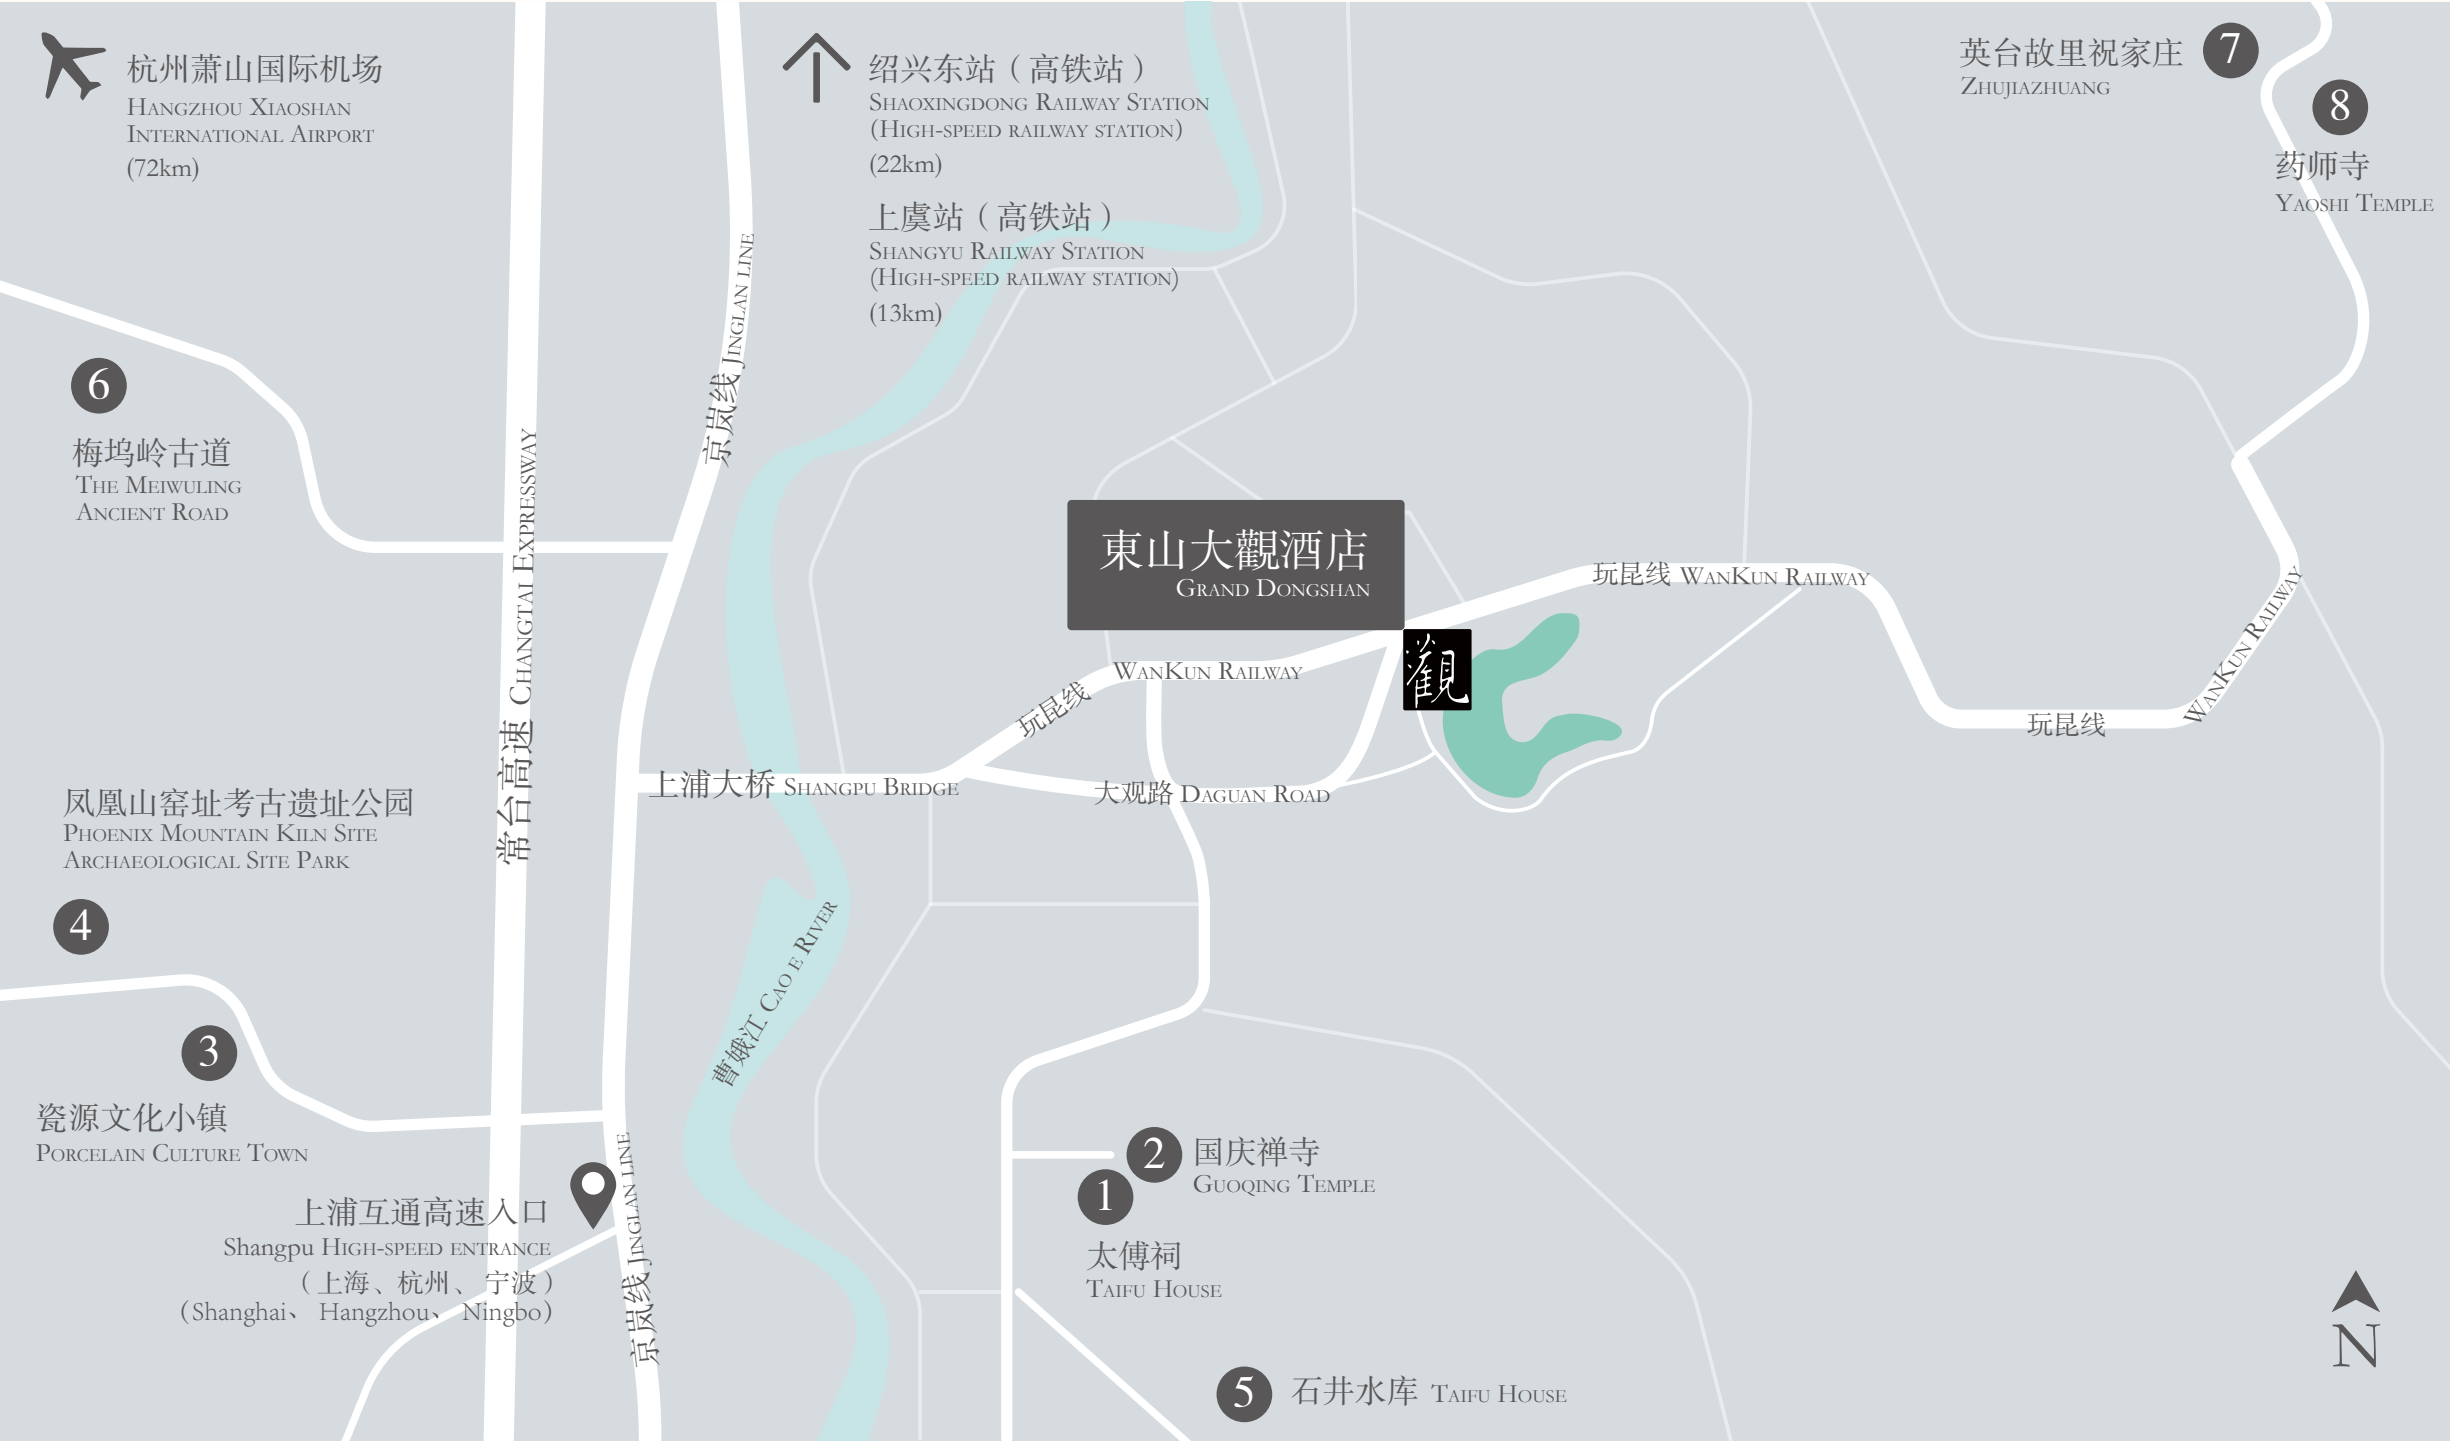 杭州萧山国际机场
HANGZHOU XIAOSHAN
INTERNATIONAL AIRPORT
(72km)
绍兴东站（高铁站）
SHAOXINGDONG RAILWAY STATION
(HIGH-SPEED RAILWAY STATION)
(22km)
上虞站（高铁站）
SHANGYU RAILWAY STATION
(HIGH-SPEED RAILWAY STATION)
(13km)
英台故里祝家庄
ZHUJIAZHUANG
7
8
药师寺
YAOSHI TEMPLE
京岚线 JINGLAN LINE
6
梅坞岭古道
THE MEIWULING
ANCIENT ROAD
常台高速 CHANGTAI EXPRESSWAY
東山大觀酒店
GRAND DONGSHAN
觀
玩昆线 WANKUN RAILWAY
WANKUN RAILWAY
玩昆线
WANKUN RAILWAY
玩昆线
上浦大桥 SHANGPU BRIDGE
大观路 DAGUAN ROAD
凤凰山窑址考古遗址公园
PHOENIX MOUNTAIN KILN SITE
ARCHAEOLOGICAL SITE PARK
4
曹娥江 CAO E RIVER
3
瓷源文化小镇
PORCELAIN CULTURE TOWN
上浦互通高速入口
Shangpu HIGH-SPEED ENTRANCE
（上海、杭州、宁波）
（Shanghai、 Hangzhou、 Ningbo）
京岚线 JINGLAN LINE
2
国庆禅寺
GUOQING TEMPLE
1
太傅祠
TAIFU HOUSE
5
石井水库 TAIFU HOUSE
N